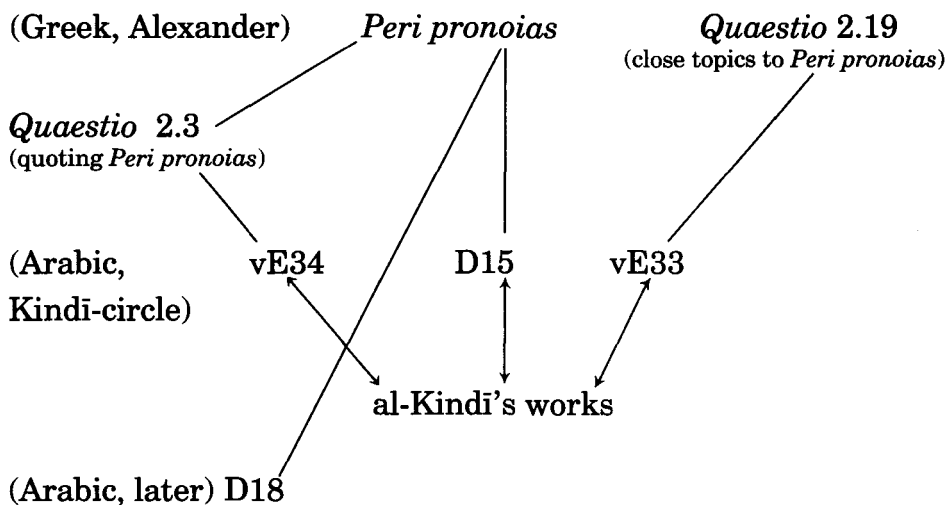 (Greek, Alexander) Peri pronoias Quaestio 2.19
(close topics to Peri pronoias)
Quaestio 2.3
(quoting Peri pronoias)
(Arabic, vE34 D15 vE33
Kindī-circle)
al-Kindī's works
(Arabic, later) D18